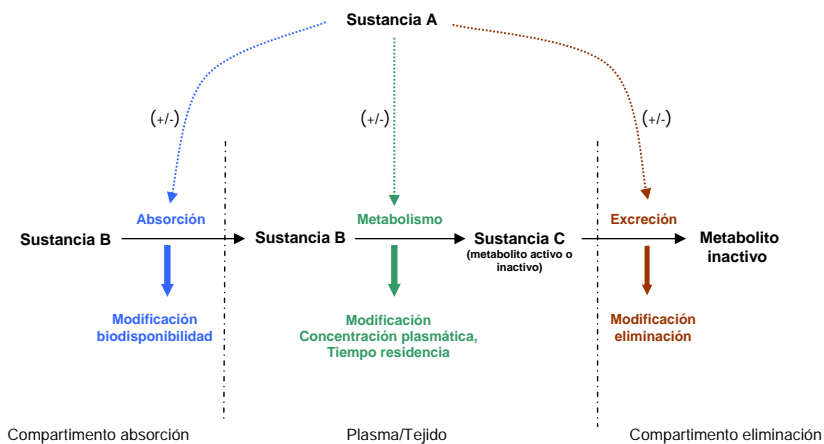 Sustancia A
(+/-)
(+/-)
(+/-)
Absorción
Metabolismo
Excreción
Sustancia B
Sustancia B
Sustancia C
(metabolito activo o
inactivo)
Metabolito
inactivo
Modificación
biodisponibilidad
Modificación
Concentración plasmática,
Tiempo residencia
Modificación
eliminación
Compartimento absorción
Plasma/Tejido
Compartimento eliminación